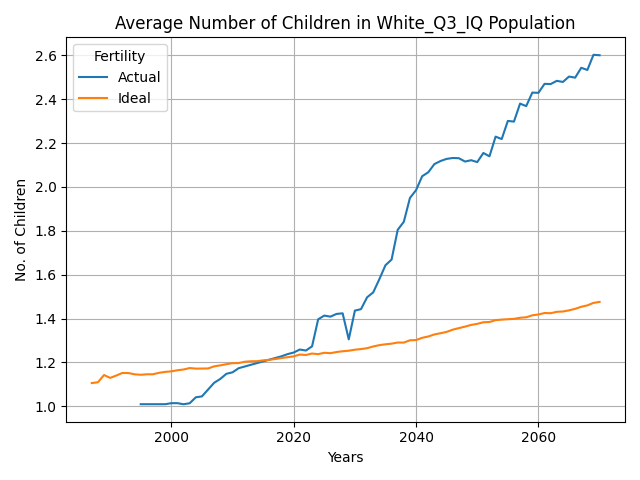 Average Number of Children in White_Q3_IQ Population
Fertility
Actual
Ideal
No. of Children
2.6
2.4
2.2
2.0
1.8
1.6
1.4
1.2
1.0
2000 2020 2040 2060
Years